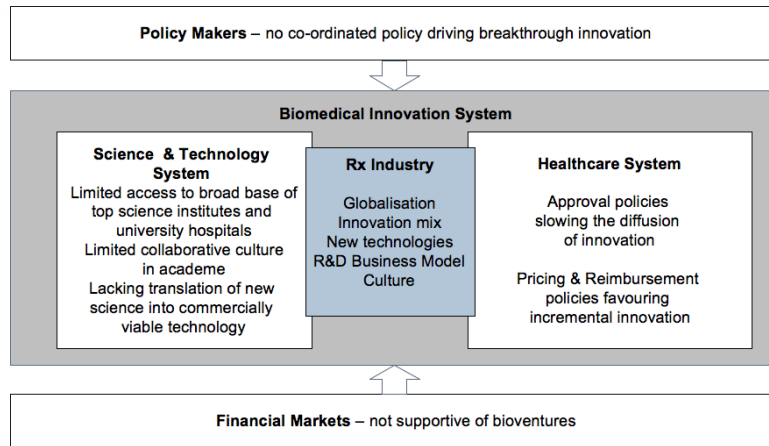 Policy Makers – no co-ordinated policy driving breakthrough innovation
Biomedical Innovation System
Science & Technology
System
Limited access to broad base of
top science institutes and
university hospitals
Limited collaborative culture
in academe
Lacking translation of new
science into commercially
viable technology
Rx Industry
Globalisation
Innovation mix
New technologies
R&D Business Model
Culture
Healthcare System
Approval policies
slowing the diffusion
of innovation
Pricing & Reimbursement
policies favouring
incremental innovation
Financial Markets – not supportive of bioventures